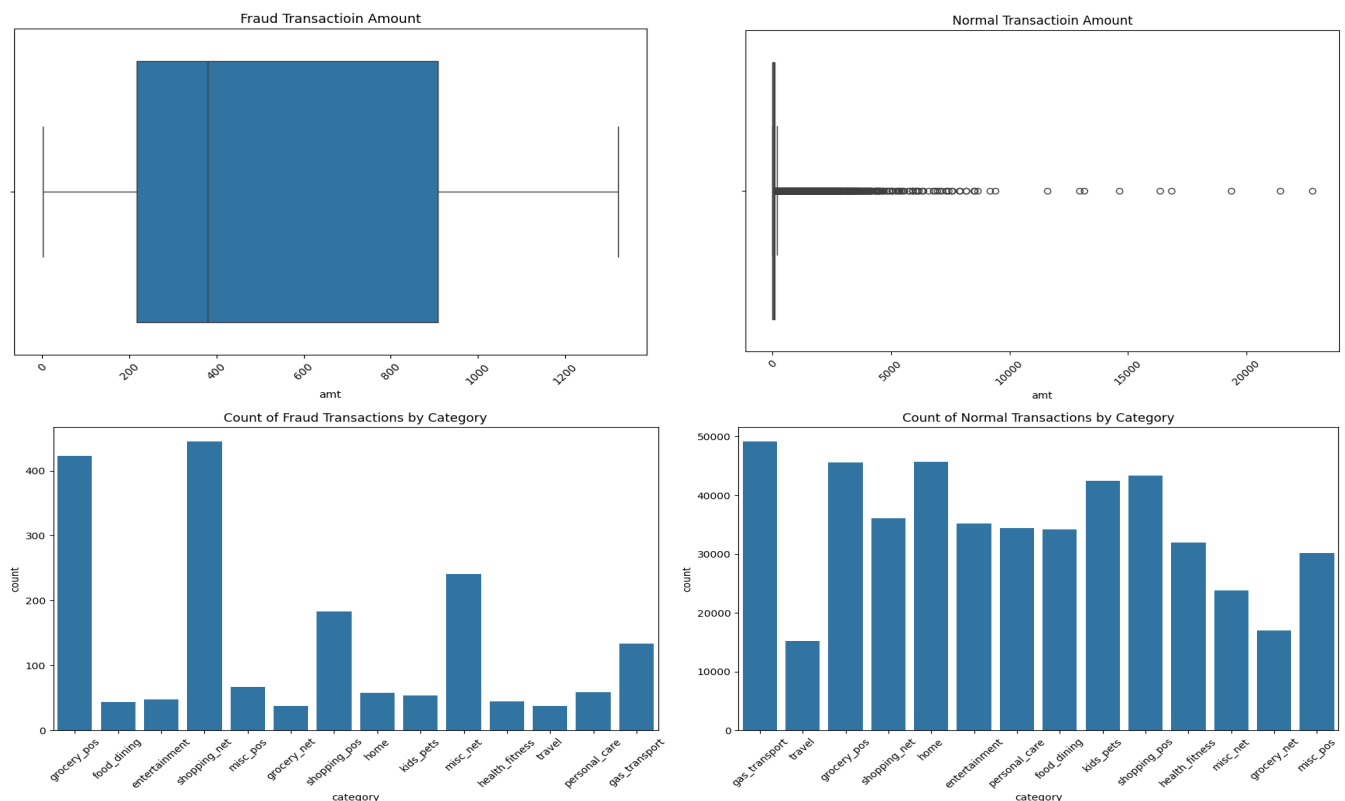 Fraud Transactioin Amount
0 200 400 600 800 1000 1200
amt
Normal Transactioin Amount
0 5000 10000 15000 20000
amt
Count of Fraud Transactions by Category
400
300
200
100
0
count
grocery_pos food_dining entertainment shopping_net misc_pos grocery_net shopping_pos home kids_pets misc_net health_fitness travel personal_care gas_transport
category
Count of Normal Transactions by Category
50000
40000
30000
20000
10000
0
count
gas_transport travel grocery_pos shopping_net home entertainment personal_care food_dining kids_pets shopping_pos health_fitness misc_net grocery_net misc_pos
category